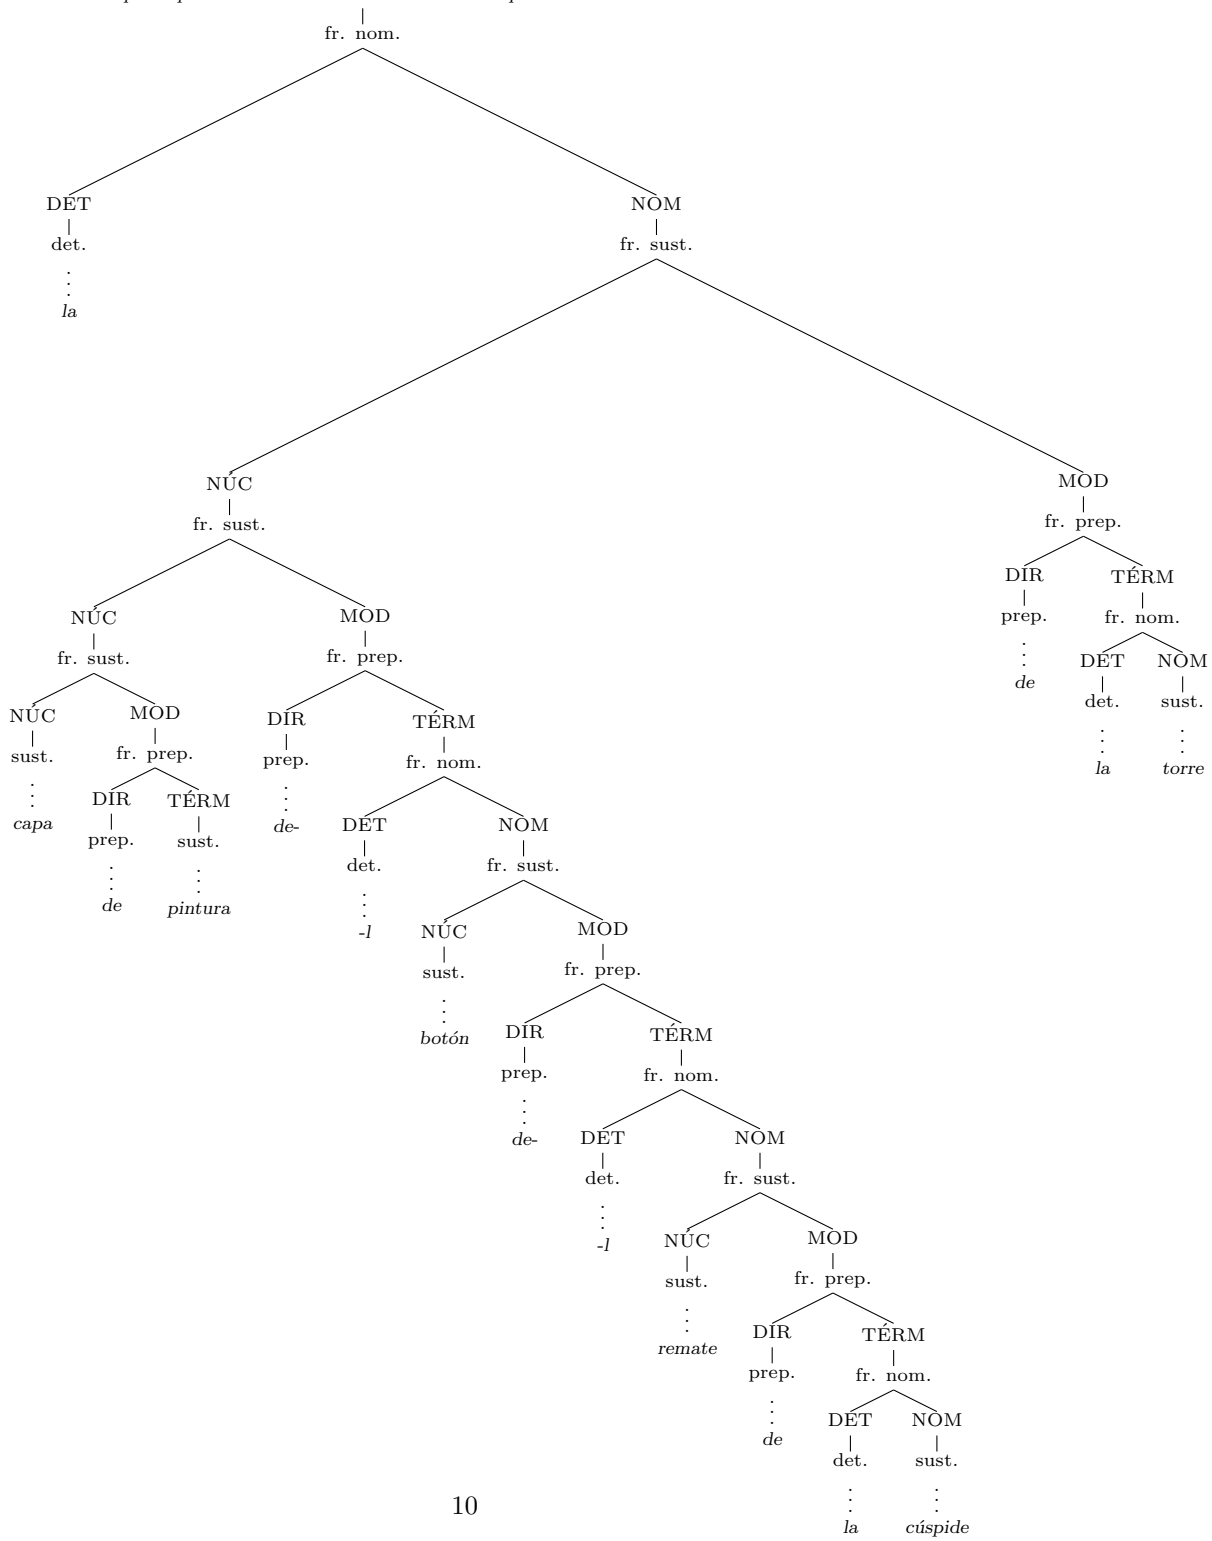 fr. nom.
DET NOM
det. fr. sust.
la
NÚC MOD
fr. sust. fr. prep.
DIR TÉRM
prep. fr. nom.
NÚC MOD
fr. sust. fr. prep.
de
DET NOM
det. sust.
la torre
NÚC MOD DIR TÉRM
sust. fr. prep. prep. fr. nom.
capa de-
DIR TÉRM
prep. sust.
de pintura
DET NOM
det. fr. sust.
-l
NÚC MOD
sust. fr. prep.
botón
DIR TÉRM
prep. fr. nom.
de-
DET NOM
det. fr. sust.
-l
NÚC MOD
sust. fr. prep.
remate
DIR TÉRM
prep. fr. nom.
de
DET NOM
det. sust.
la cúspide
10